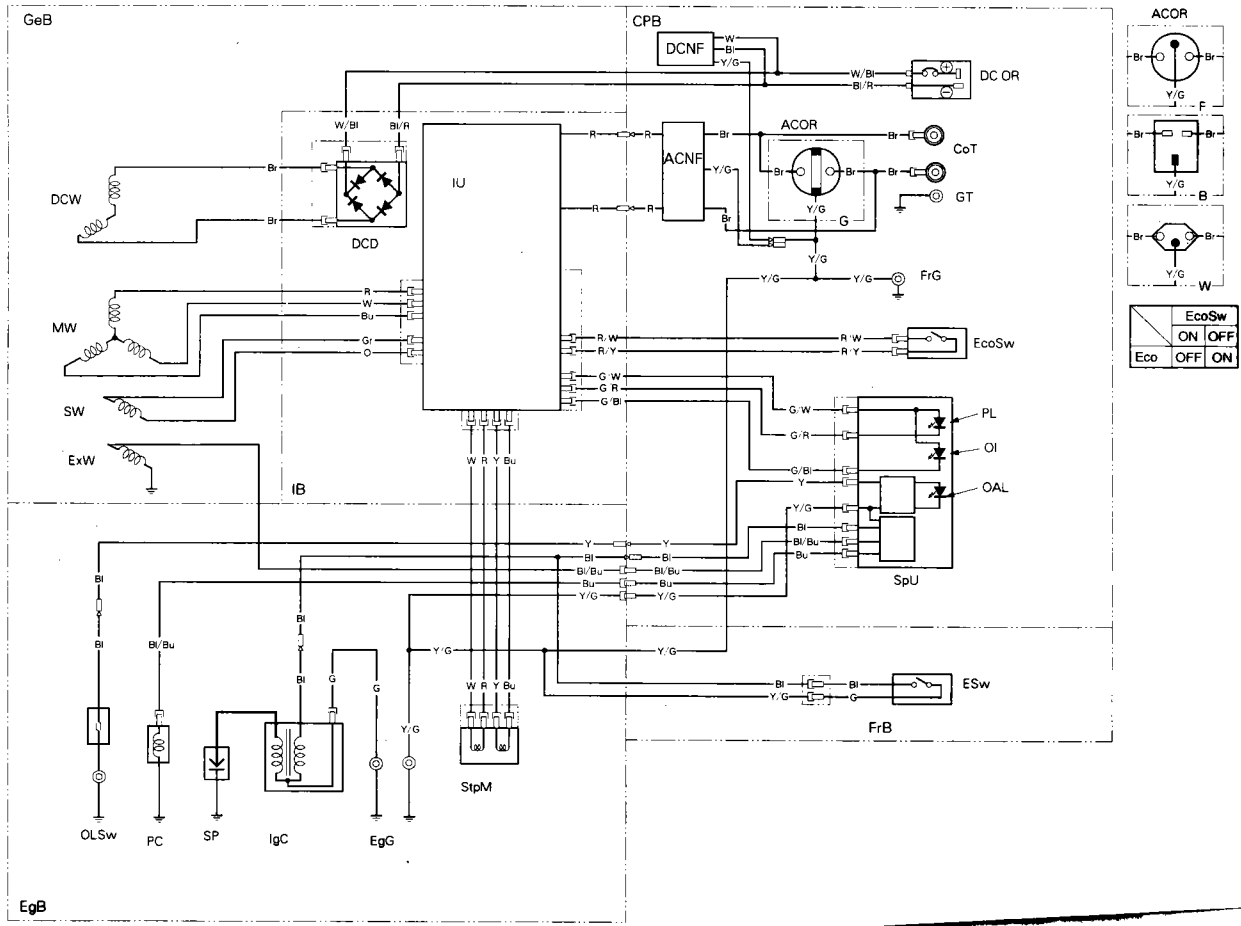 GeB
CPB
ACOR
DCNF
W
Bl
Y/G
W/Bl
Bl/R
DC OR
Br
Br
Y/G
F
W/Bl
Bl/R
IU
R
R
ACNF
Br
Y/G
ACOR
Br
CoT
Br
Br
Br
Br
Y/G
B
DCW
Br
Br
DCD
R
R
Br
Y/G
G
GT
Br
Br
Y/G
W
Y/G
Y/G
Y/G
FrG
MW
R
W
Bu
Gr
O
SW
ExW
IB
R/W
R/Y
R/W
R/Y
EcoSw
EcoSw
ON
OFF
Eco
OFF
ON
G/W
G/R
G/Bl
G/W
G/R
G/Bl
Y
Y/G
Bl
Bl/Bu
Bu
PL
OI
OAL
SpU
W
R
Y
Bu
Y
Bl
Bl/Bu
Bu
Y/G
Y
Bl
Bl/Bu
Bu
Y/G
Bl
Bl
Bl/Bu
Bl
Bl
G
G
Y/G
Y/G
Y/G
W
R
Y
Bu
Bl
Y/G
Bl
G
ESw
FrB
StpM
OLSw
PC
SP
IgC
EgG
EgB